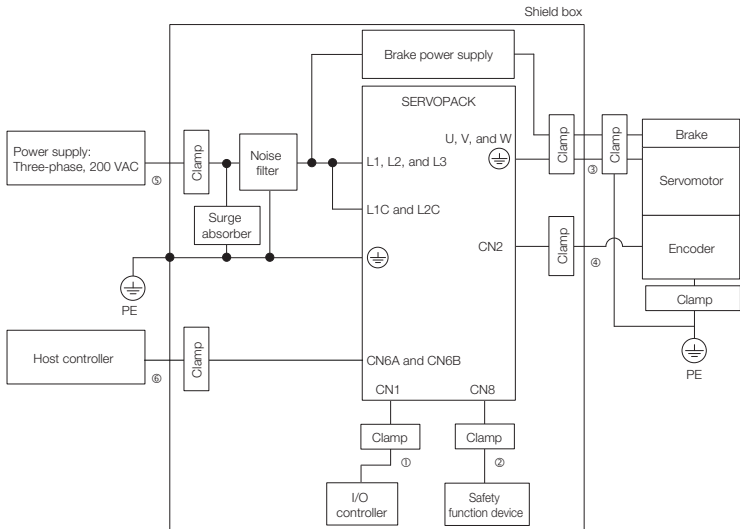 Shield box
Brake power supply
SERVOPACK
U, V, and W
Clamp
Clamp
Brake
Power supply:
Three-phase, 200 VAC
Clamp
Noise
filter
L1, L2, and L3
③
⑤
Servomotor
L1C and L2C
Surge
absorber
CN2
Clamp
Encoder
④
PE
Clamp
Host controller
Clamp
CN6A and CN6B
PE
⑥
CN1
CN8
Clamp
Clamp
①
②
I/O
controller
Safety
function device